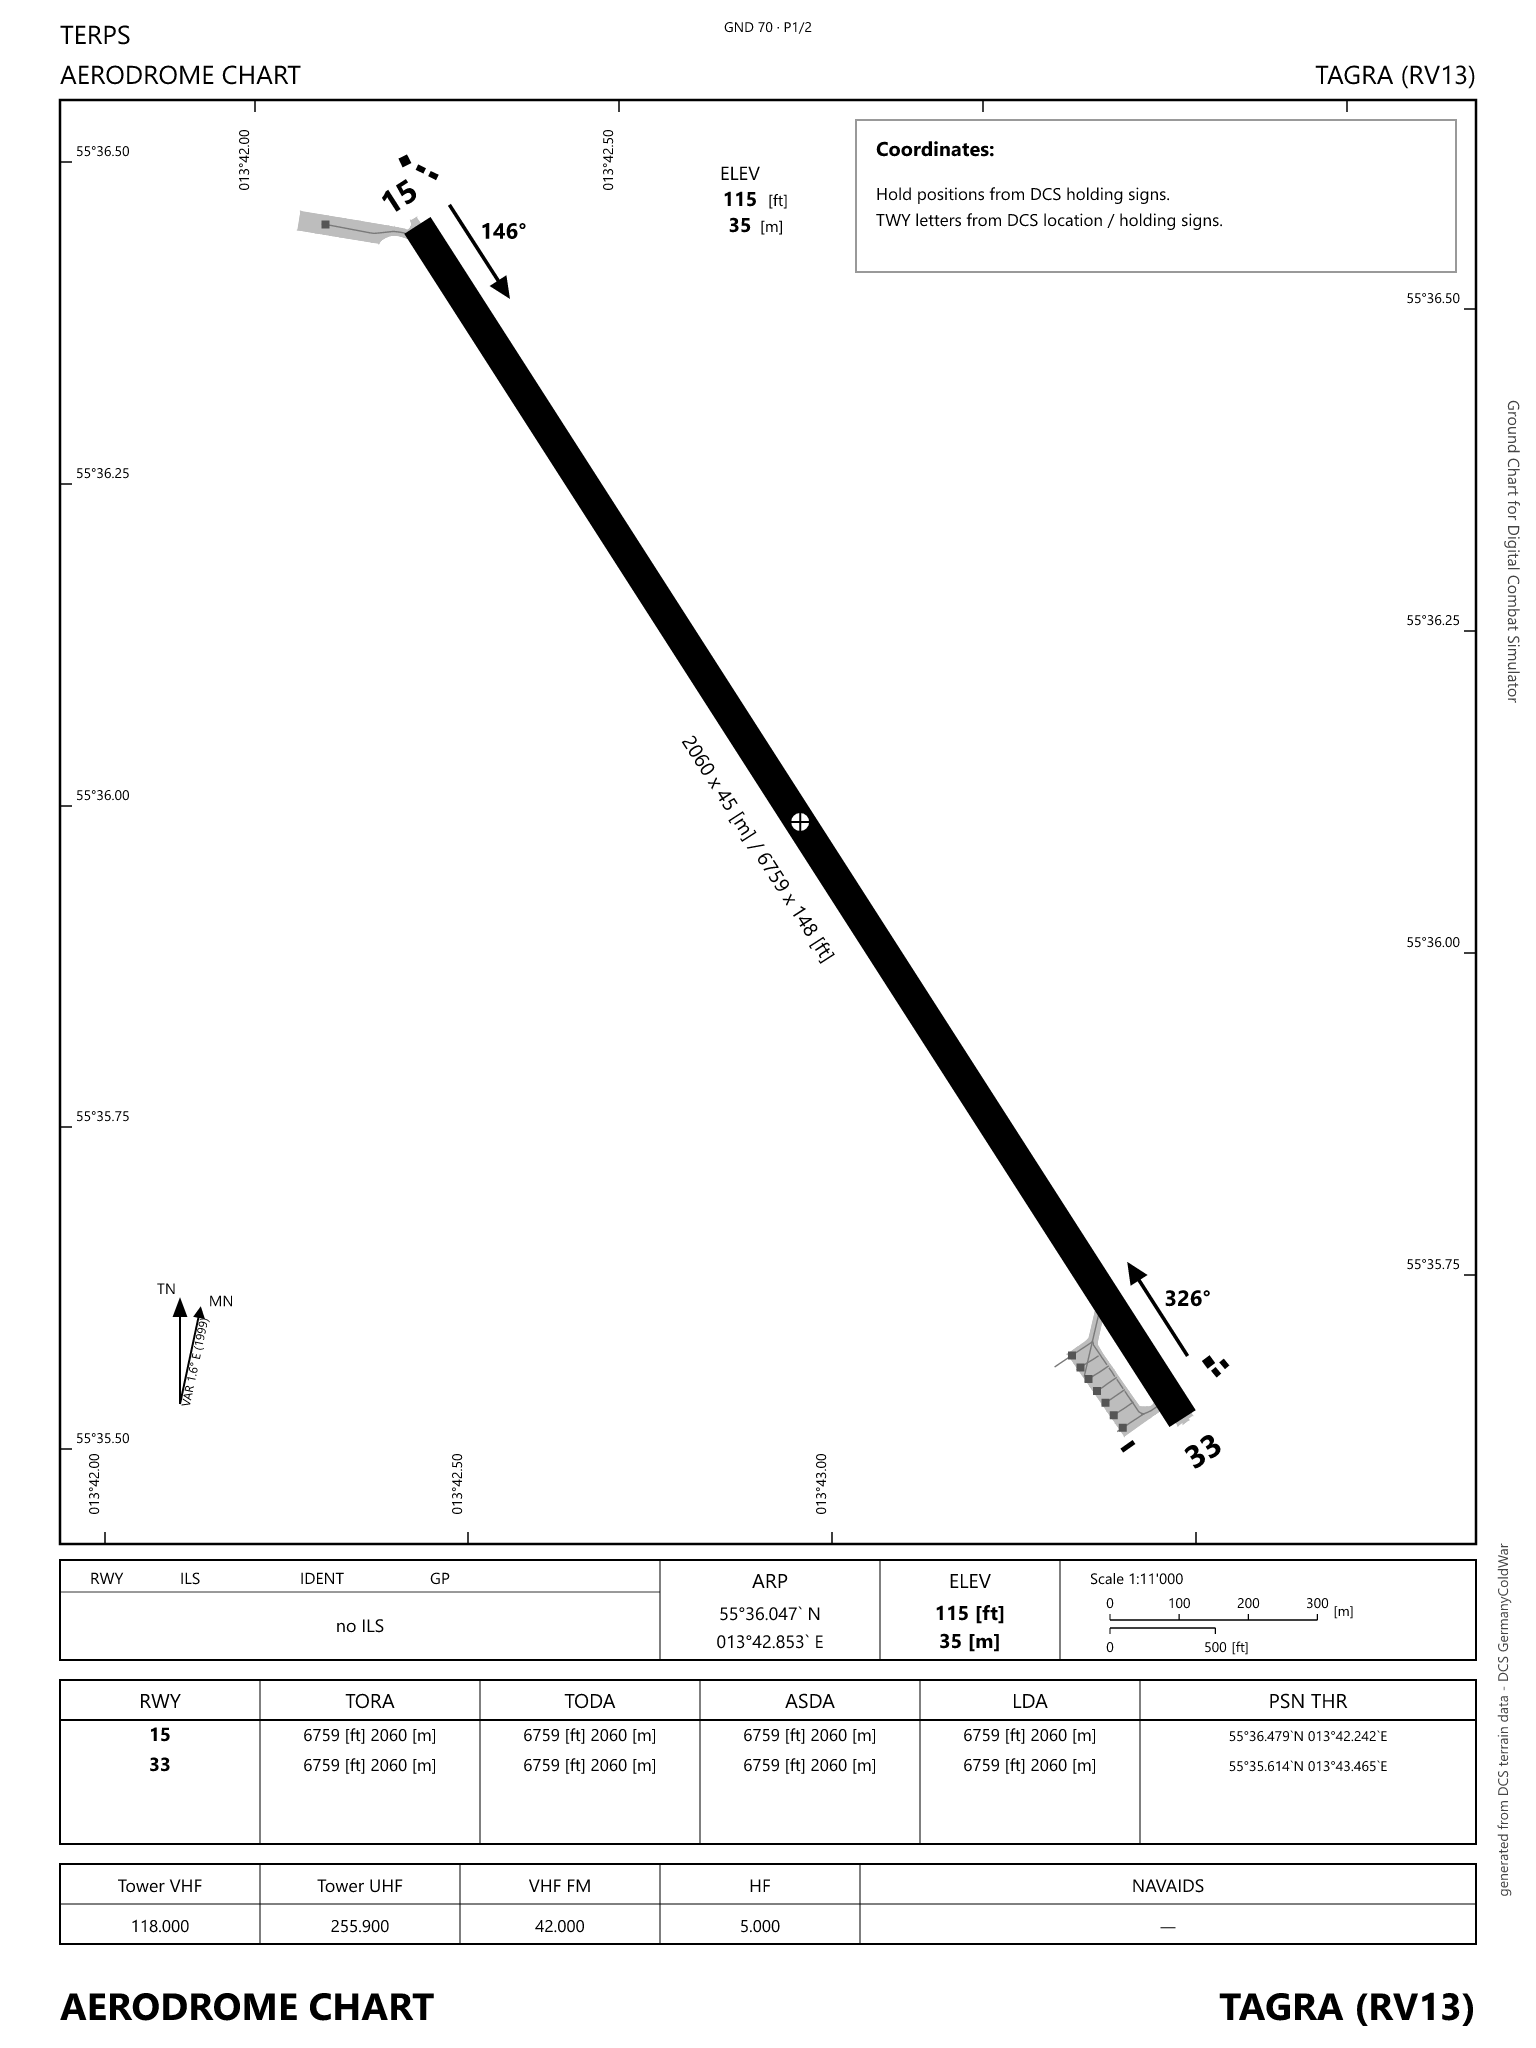 GND 70 · P1/2
TERPS
AERODROME CHART
TAGRA (RV13)
013°42.00
013°42.50
Coordinates:
Hold positions from DCS holding signs.
TWY letters from DCS location / holding signs.
55°36.50
15
146°
ELEV
115 [ft]
35 [m]
55°36.50
55°36.25
55°36.25
2060 x 45 [m] / 6759 x 148 [ft]
55°36.00
55°36.00
55°35.75
55°35.75
TN
MN
VAR 1.6° E (1999)
326°
33
55°35.50
013°42.00
013°42.50
013°43.00
Ground Chart for Digital Combat Simulator
RWY ILS IDENT GP
no ILS
ARP
55°36.047` N
013°42.853` E
ELEV
115 [ft]
35 [m]
Scale 1:11'000
0 100 200 300 [m]
0 500 [ft]
RWY TORA TODA ASDA LDA PSN THR
15 6759 [ft] 2060 [m] 6759 [ft] 2060 [m] 6759 [ft] 2060 [m] 6759 [ft] 2060 [m] 55°36.479`N 013°42.242`E
33 6759 [ft] 2060 [m] 6759 [ft] 2060 [m] 6759 [ft] 2060 [m] 6759 [ft] 2060 [m] 55°35.614`N 013°43.465`E
Tower VHF Tower UHF VHF FM HF NAVAIDS
118.000 255.900 42.000 5.000 —
generated from DCS terrain data - DCS GermanyColdWar
AERODROME CHART
TAGRA (RV13)